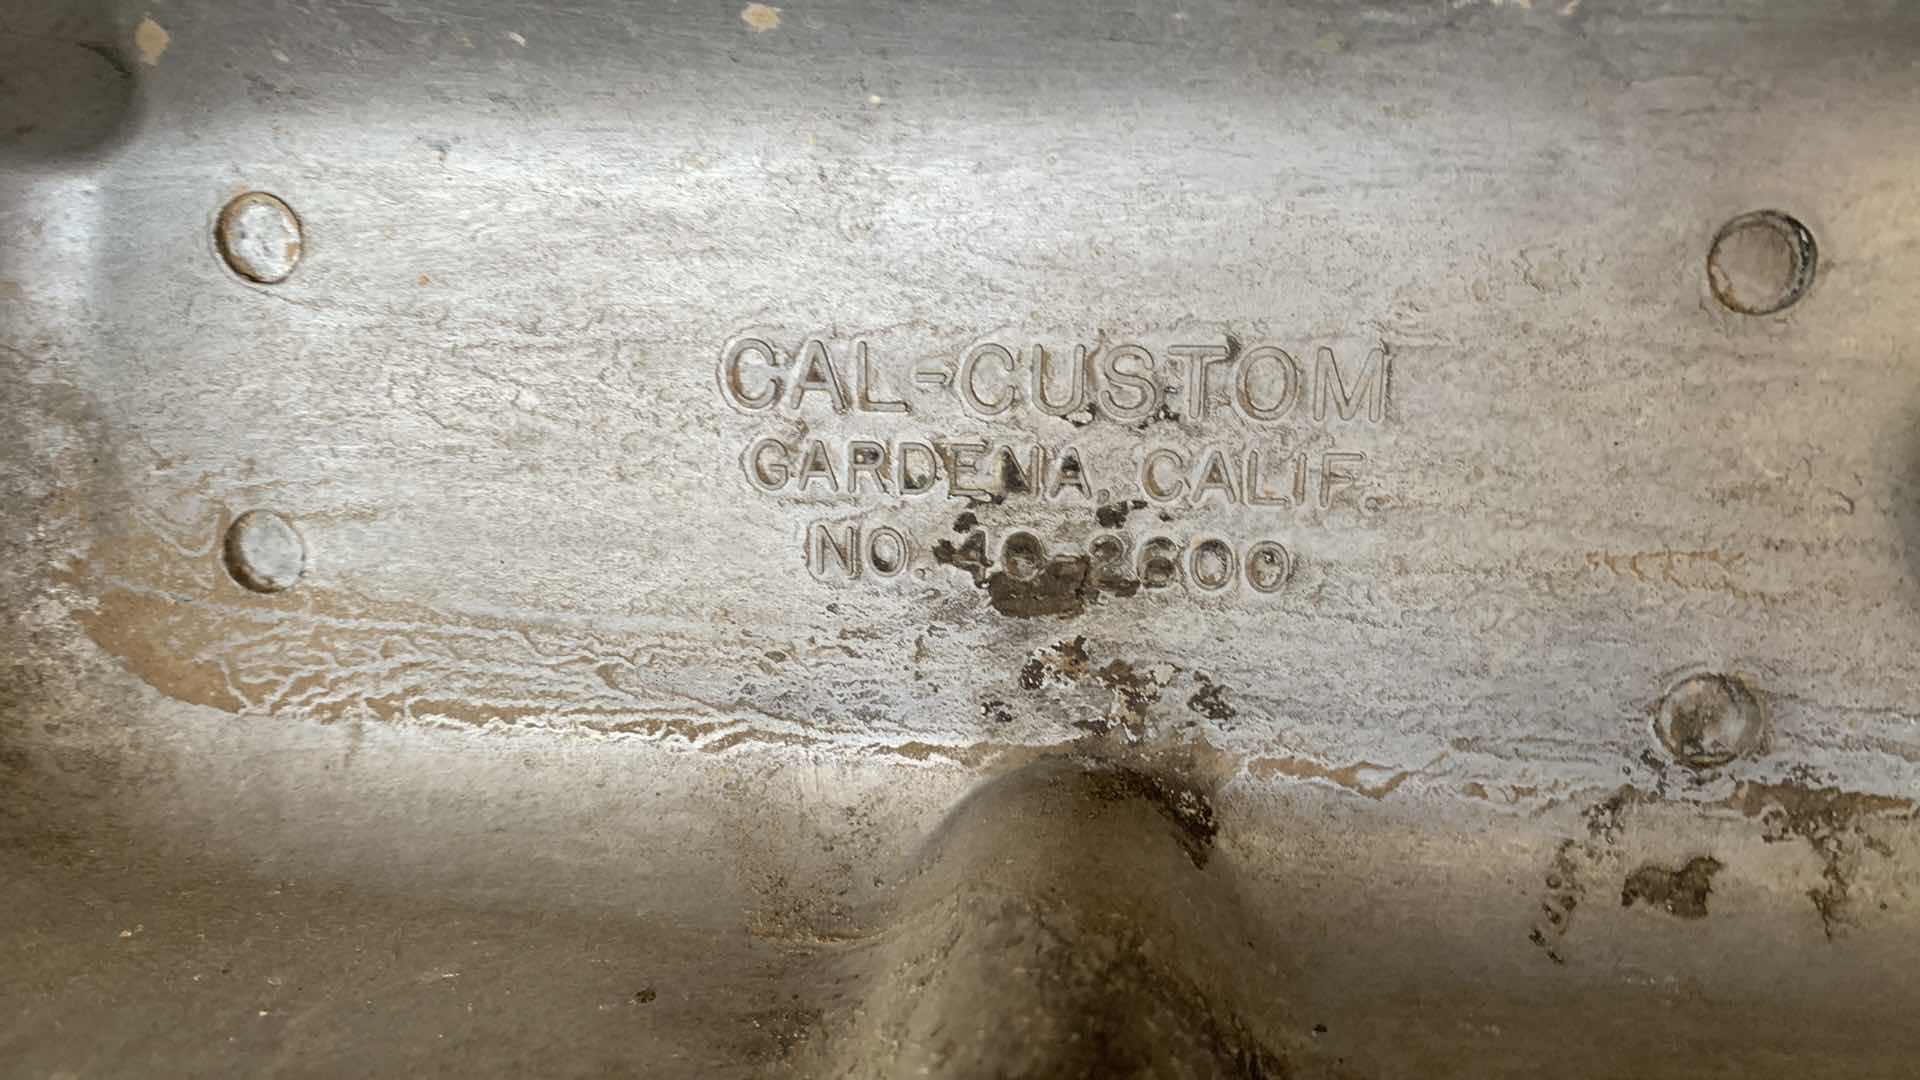 CAL-CUSTOM
GARDENA, CALIF.
NO. 40-2600